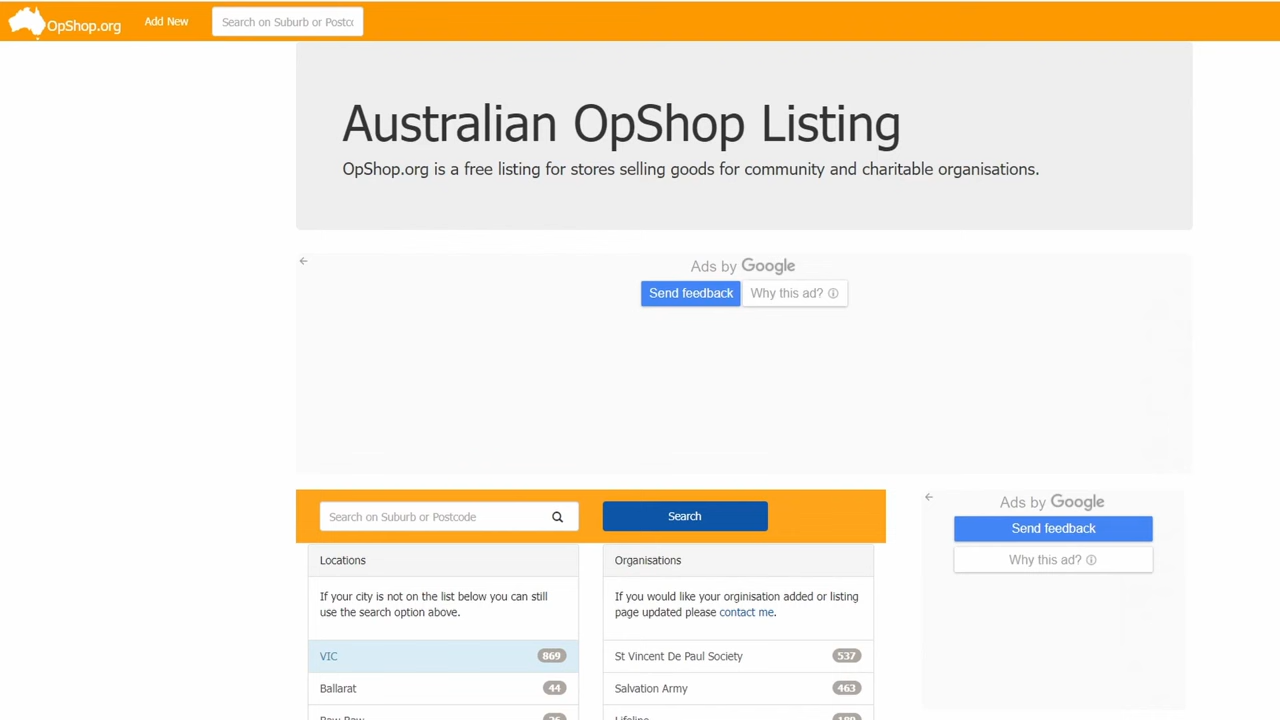 OpShop.org
Add New
Search on Suburb or Postco
Australian OpShop Listing
OpShop.org is a free listing for stores selling goods for community and charitable organisations.
Ads by Google
Send feedback
Why this ad?
Search on Suburb or Postcode
Search
Ads by Google
Send feedback
Why this ad?
Locations
If your city is not on the list below you can still
use the search option above.
VIC 869
Ballarat 44
Organisations
If you would like your orginisation added or listing
page updated please contact me.
St Vincent De Paul Society 537
Salvation Army 463